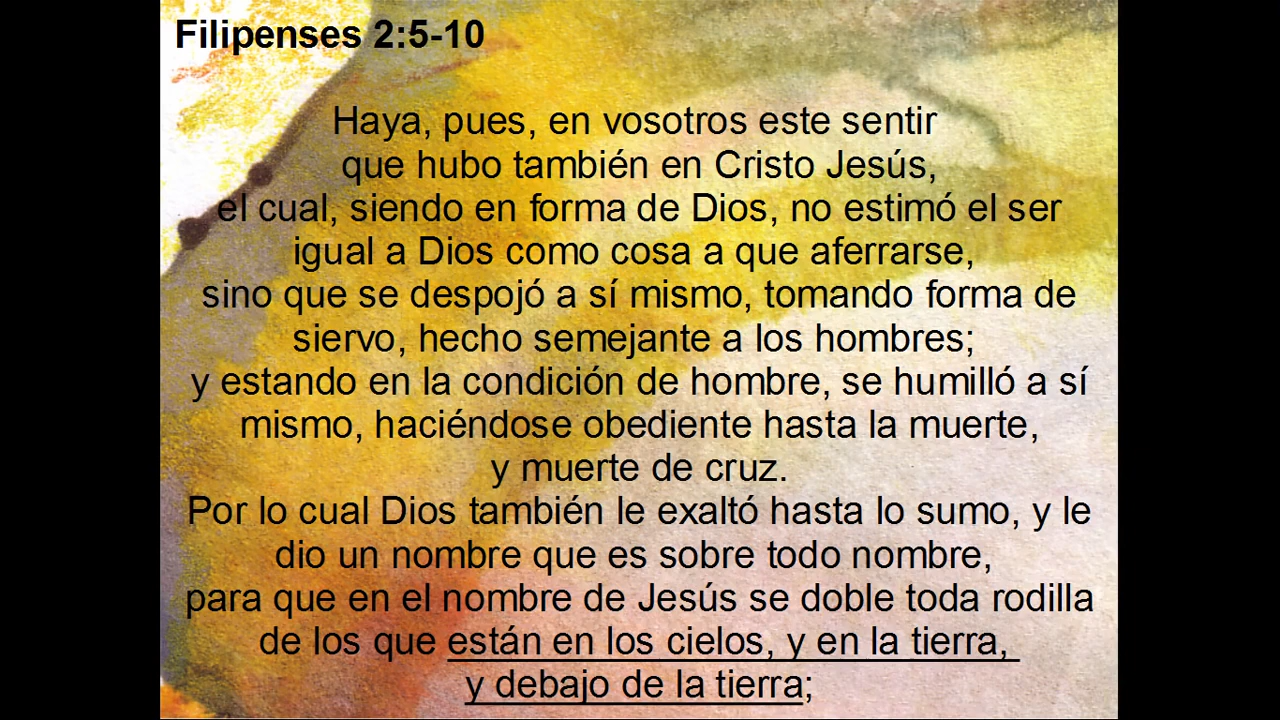 Filipenses 2:5-10
Haya, pues, en vosotros este sentir
que hubo también en Cristo Jesús,
el cual, siendo en forma de Dios, no estimó el ser
igual a Dios como cosa a que aferrarse,
sino que se despojó a sí mismo, tomando forma de
siervo, hecho semejante a los hombres;
y estando en la condición de hombre, se humilló a sí
mismo, haciéndose obediente hasta la muerte,
y muerte de cruz.
Por lo cual Dios también le exaltó hasta lo sumo, y le
dio un nombre que es sobre todo nombre,
para que en el nombre de Jesús se doble toda rodilla
de los que están en los cielos, y en la tierra,
y debajo de la tierra;